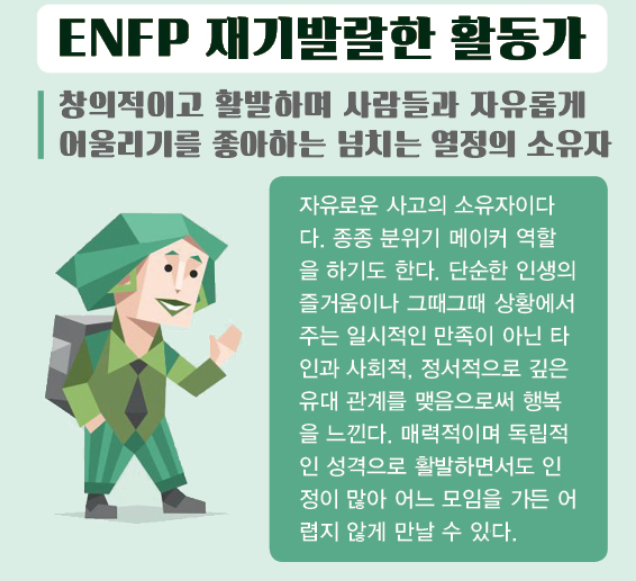 ENFP 재기발랄한 활동가
창의적이고 활발하며 사람들과 자유롭게
어울리기를 좋아하는 넘치는 열정의 소유자
자유로운 사고의 소유자이다
다. 종종 분위기 메이커 역할
을 하기도 한다. 단순한 인생의
즐거움이나 그때그때 상황에서
주는 일시적인 만족이 아닌 타
인과 사회적, 정서적으로 깊은
유대 관계를 맺음으로써 행복
을 느낀다. 매력적이며 독립적
인 성격으로 활발하면서도 인
정이 많아 어느 모임을 가든 어
렵지 않게 만날 수 있다.